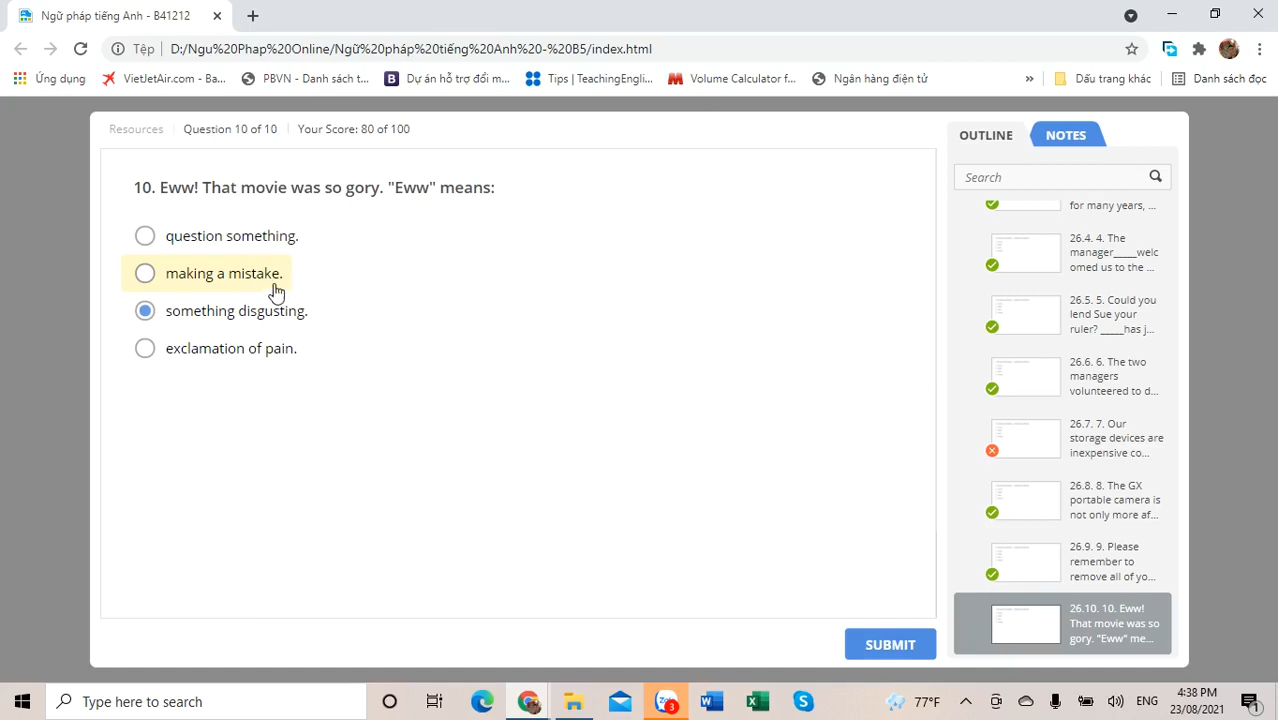 Ngữ pháp tiếng Anh - B41212
Tệp
D:/Ngu%20Phap%20Online/Ngữ%20pháp%20tiếng%20Anh%20-%20B5/index.html
Ứng dụng
VietJetAir.com - Ba...
PBVN - Danh sách t...
Dự án hỗ trợ đổi m...
Tips | TeachingEngli...
Volume Calculator f...
Ngân hàng điện tử
»
Dấu trang khác
Danh sách đọc
Resources
Question 10 of 10
Your Score: 80 of 100
OUTLINE
NOTES
Search
10. Eww! That movie was so gory. "Eww" means:
question something.
making a mistake.
something disgusting.
exclamation of pain.
for many years, ...
26.4. 4. The
manager____welc
omed us to the ...
26.5. 5. Could you
lend Sue your
ruler? _____has j...
26.6. 6. The two
managers
volunteered to d...
26.7. 7. Our
storage devices are
inexpensive co...
26.8. 8. The GX
portable camera is
not only more af...
26.9. 9. Please
remember to
remove all of yo...
26.10. 10. Eww!
That movie was so
gory. "Eww" me...
SUBMIT
Type here to search
Zalo
3
77°F
ENG
4:38 PM
23/08/2021
1